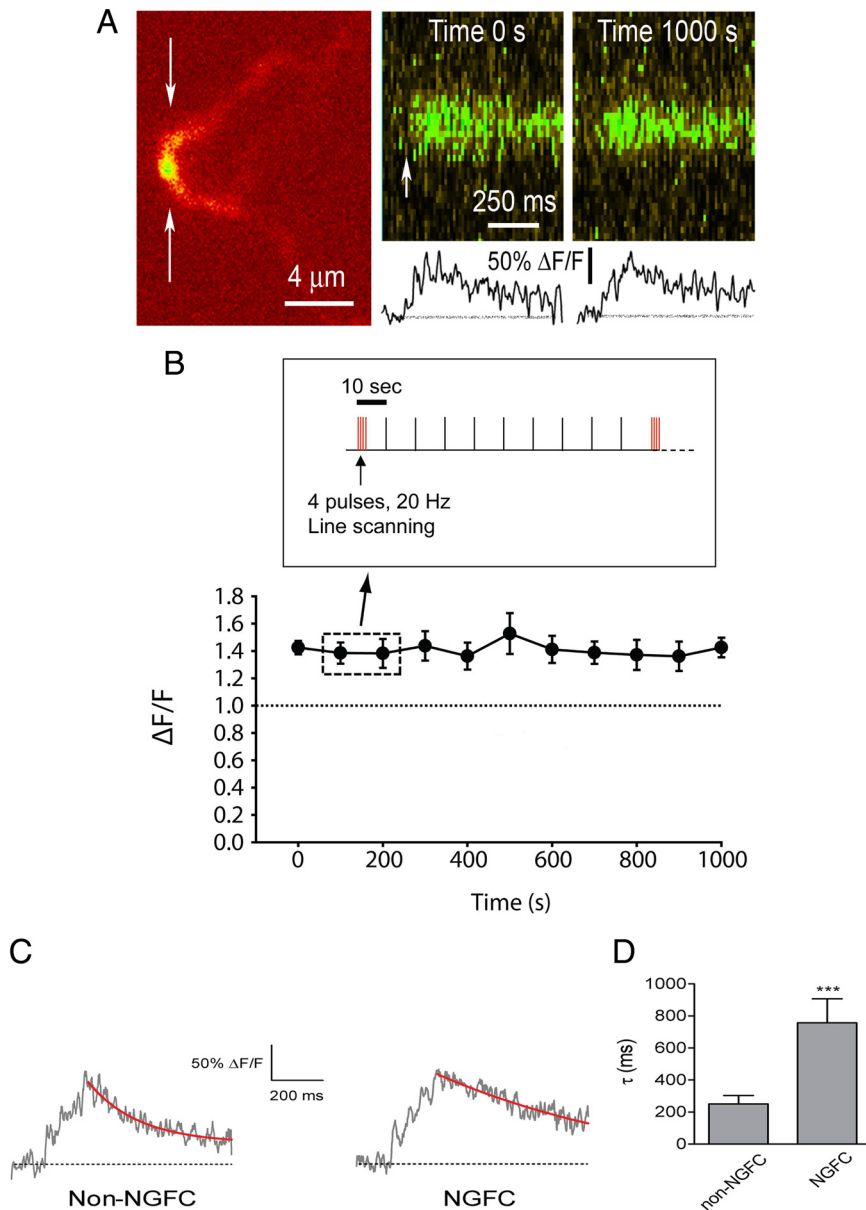 A
Time 0 s
Time 1000 s
4 μm
250 ms
50% ΔF/F
B
10 sec
4 pulses, 20 Hz
Line scanning
1.8
1.6
1.4
1.2
1.0
0.8
0.6
0.4
0.2
0.0
ΔF/F
0 200 400 600 800 1000
Time (s)
C
50% ΔF/F
200 ms
Non-NGFC
NGFC
D
1000
800
600
400
200
0
τ (ms)
***
non-NGFC
NGFC